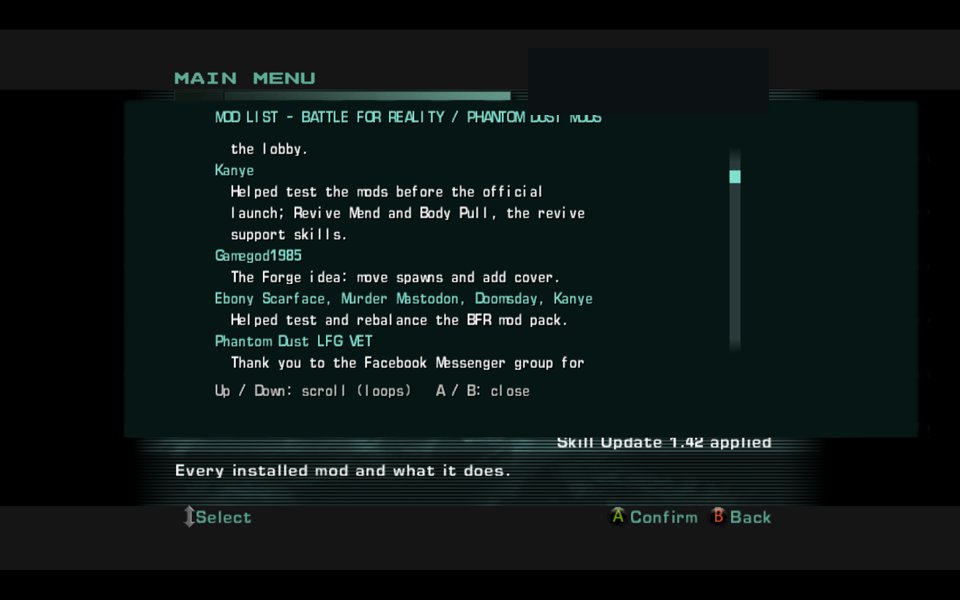 MAIN MENU
MOD LIST - BATTLE FOR REALITY / PHANTOM DUST MODS
the lobby.
Kanye
Helped test the mods before the official
launch; Revive Mend and Body Pull, the revive
support skills.
Gamegod1985
The Forge idea: move spawns and add cover.
Ebony Scarface, Murder Mastodon, Doomsday, Kanye
Helped test and rebalance the BFR mod pack.
Phantom Dust LFG VET
Thank you to the Facebook Messenger group for
Up / Down: scroll (loops) A / B: close
Skill Update 1.42 applied
Every installed mod and what it does.
Select A Confirm B Back